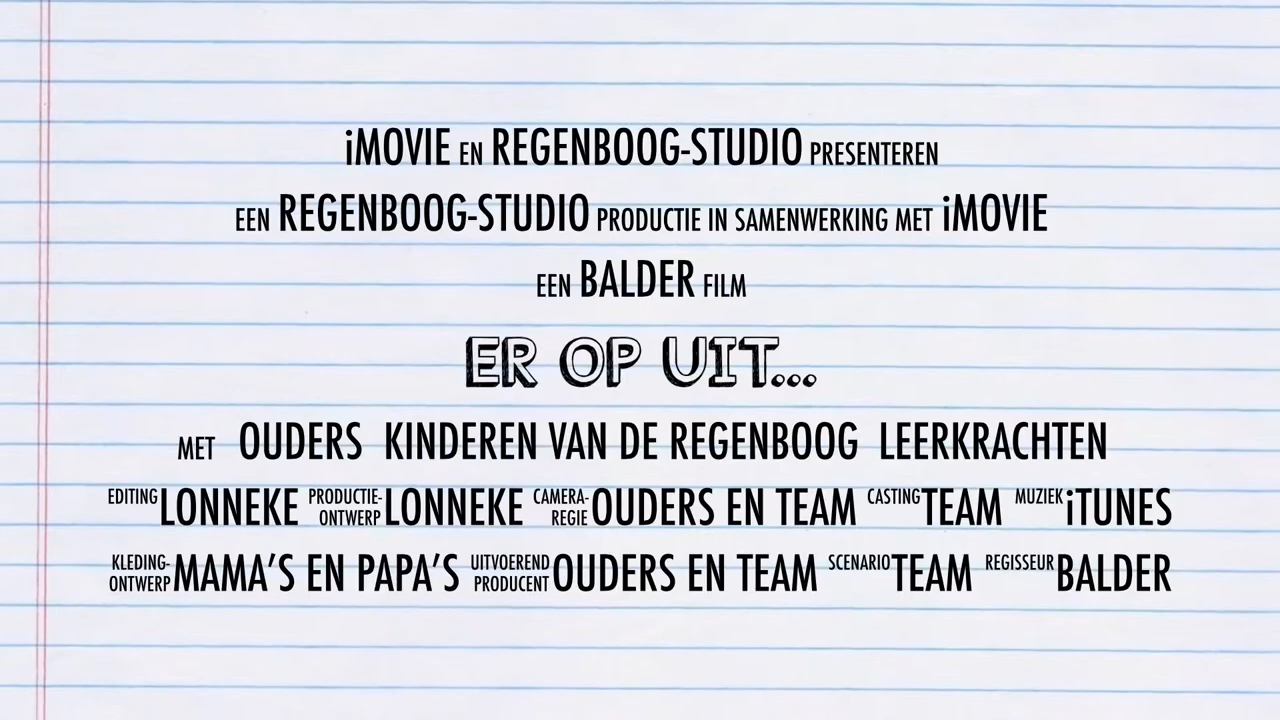 iMOVIE EN REGENBOOG-STUDIO PRESENTEREN
EEN REGENBOOG-STUDIO PRODUCTIE IN SAMENWERKING MET iMOVIE
EEN BALDER FILM
ER OP UIT...
MET OUDERS KINDEREN VAN DE REGENBOOG LEERKRACHTEN
EDITING LONNEKE PRODUCTIE-ONTWERP LONNEKE CAMERA-REGIE OUDERS EN TEAM CASTING TEAM MUZIEK iTUNES
KLEDING-ONTWERP MAMA'S EN PAPA'S UITVOEREND PRODUCENT OUDERS EN TEAM SCENARIO TEAM REGISSEUR BALDER